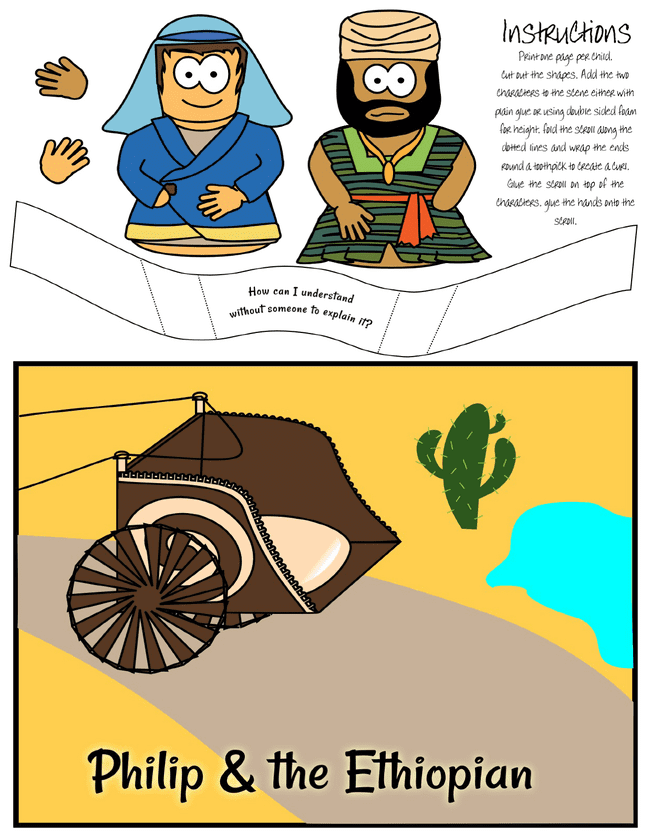 Instructions
Print one page per child.
Cut out the shapes. Add the two
characters to the scene either with
plain glue or using double sided foam
for height. fold the scroll along the
dotted lines and wrap the ends
round a toothpick to create a curl.
Glue the scroll on top of the
characters. glue the hands onto the
scroll.
How can I understand
without someone to explain it?
Philip & the Ethiopian